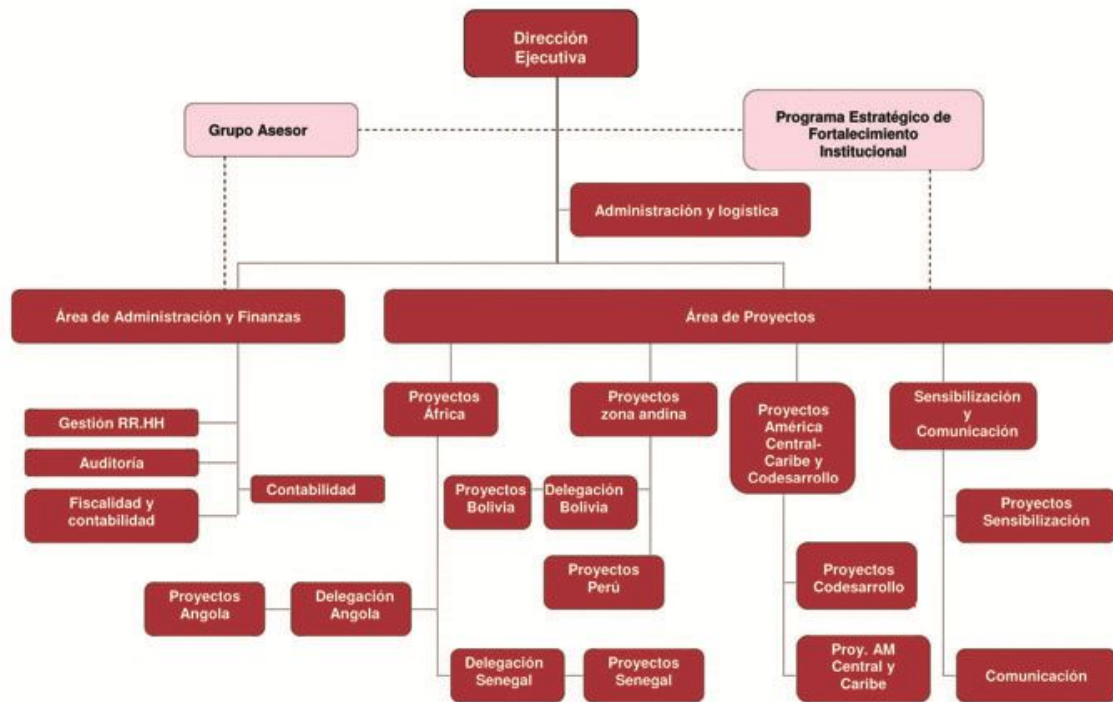 Dirección
Ejecutiva
Grupo Asesor
Programa Estratégico de
Fortalecimiento
Institucional
Administración y logística
Área de Administración y Finanzas
Área de Proyectos
Gestión RR.HH
Auditoría
Fiscalidad y
contabilidad
Contabilidad
Proyectos
África
Proyectos
zona andina
Proyectos
América
Central-
Caribe y
Codesarrollo
Sensibilización
y
Comunicación
Proyectos
Bolivia
Delegación
Bolivia
Proyectos
Sensibilización
Proyectos
Perú
Proyectos
Codesarrollo
Proyectos
Angola
Delegación
Angola
Delegación
Senegal
Proyectos
Senegal
Proy. AM
Central y
Caribe
Comunicación